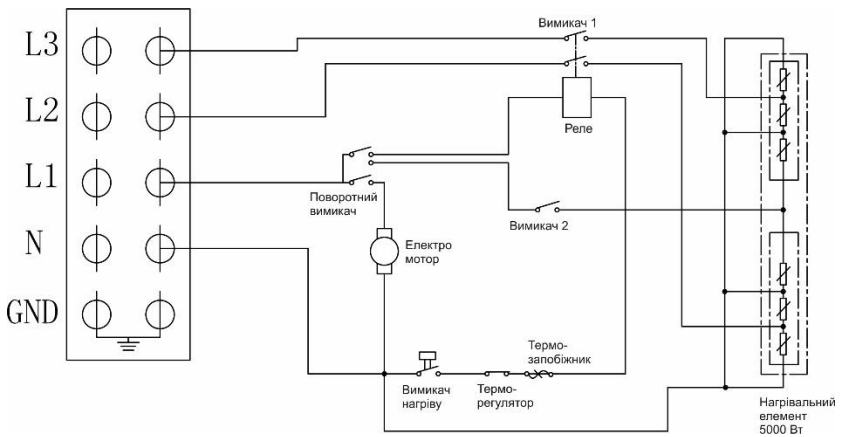 L3
L2
L1
N
GND
Вимикач 1
Реле
Поворотний
вимикач
Вимикач 2
Електро
мотор
Вимикач
нагріву
Термо-
регулятор
Термо-
запобіжник
Нагрівальний
елемент
5000 Вт